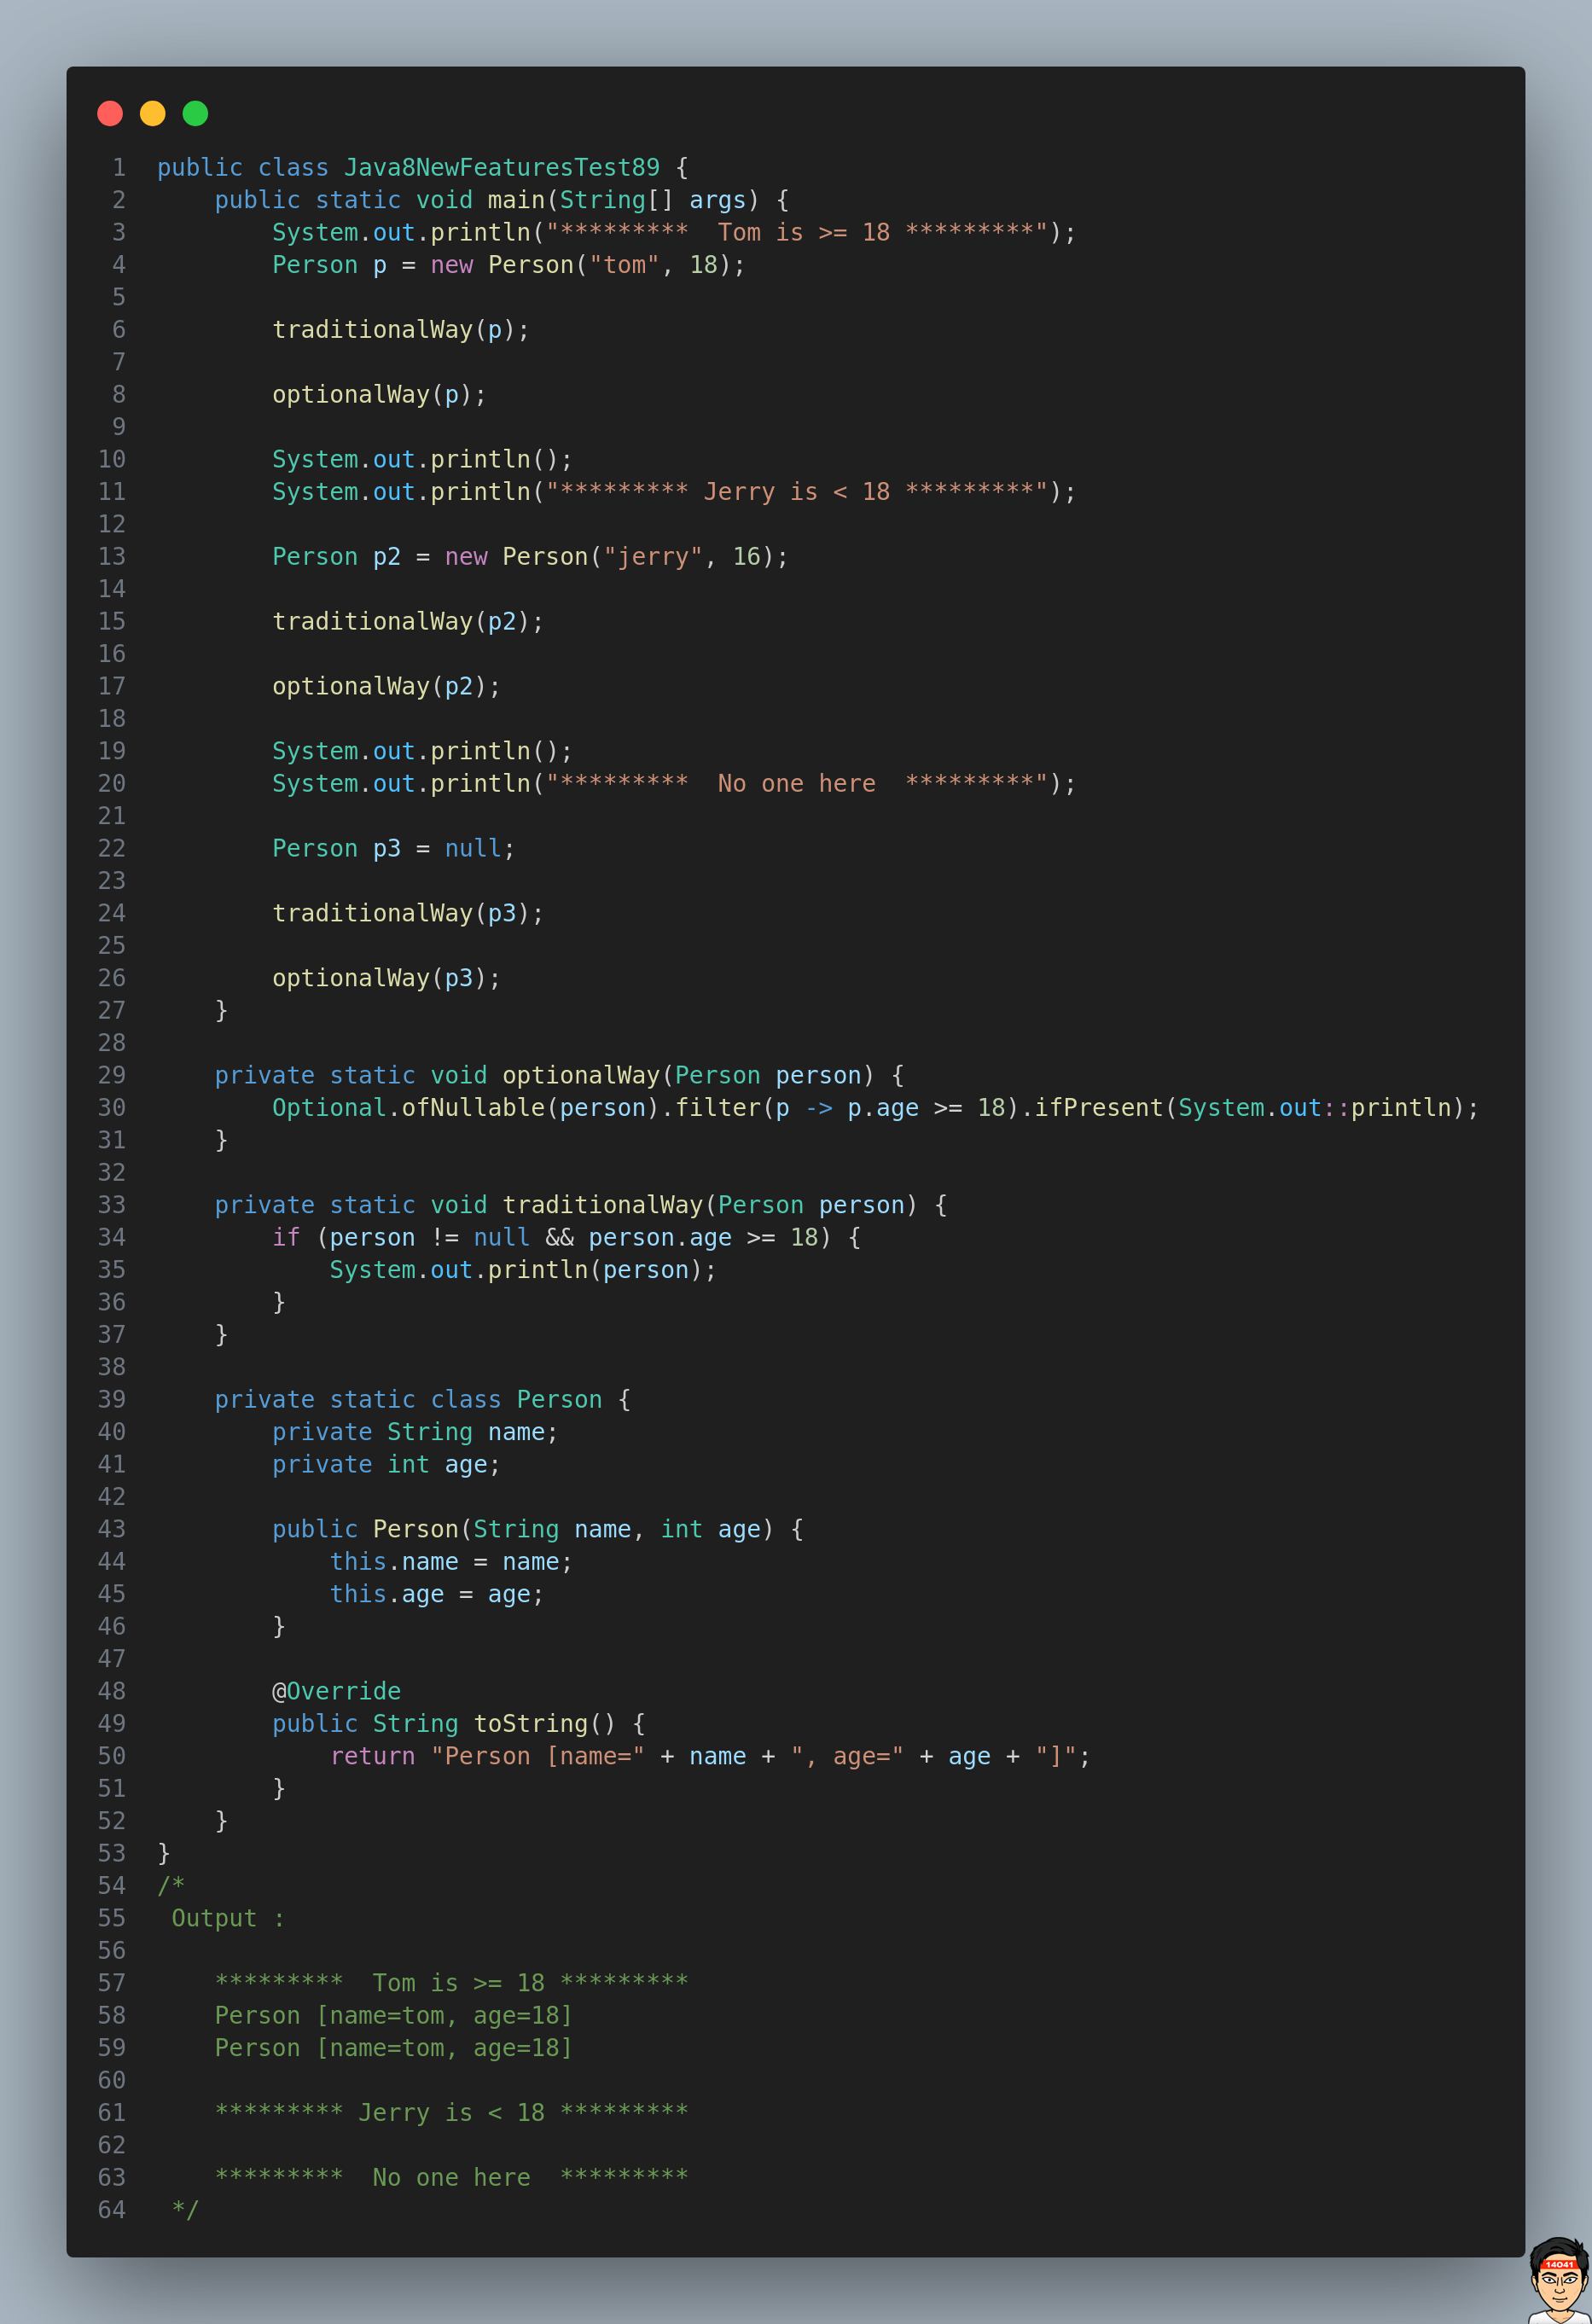 1 public class Java8NewFeaturesTest89 {
2     public static void main(String[] args) {
3         System.out.println("*********  Tom is >= 18 *********");
4         Person p = new Person("tom", 18);
5
6         traditionalWay(p);
7
8         optionalWay(p);
9
10         System.out.println();
11         System.out.println("********* Jerry is < 18 *********");
12
13         Person p2 = new Person("jerry", 16);
14
15         traditionalWay(p2);
16
17         optionalWay(p2);
18
19         System.out.println();
20         System.out.println("*********  No one here  *********");
21
22         Person p3 = null;
23
24         traditionalWay(p3);
25
26         optionalWay(p3);
27     }
28
29     private static void optionalWay(Person person) {
30         Optional.ofNullable(person).filter(p -> p.age >= 18).ifPresent(System.out::println);
31     }
32
33     private static void traditionalWay(Person person) {
34         if (person != null && person.age >= 18) {
35             System.out.println(person);
36         }
37     }
38
39     private static class Person {
40         private String name;
41         private int age;
42
43         public Person(String name, int age) {
44             this.name = name;
45             this.age = age;
46         }
47
48         @Override
49         public String toString() {
50             return "Person [name=" + name + ", age=" + age + "]";
51         }
52     }
53 }
54 /*
55  Output :
56
57     *********  Tom is >= 18 *********
58     Person [name=tom, age=18]
59     Person [name=tom, age=18]
60
61     ********* Jerry is < 18 *********
62
63     *********  No one here  *********
64  */
14041